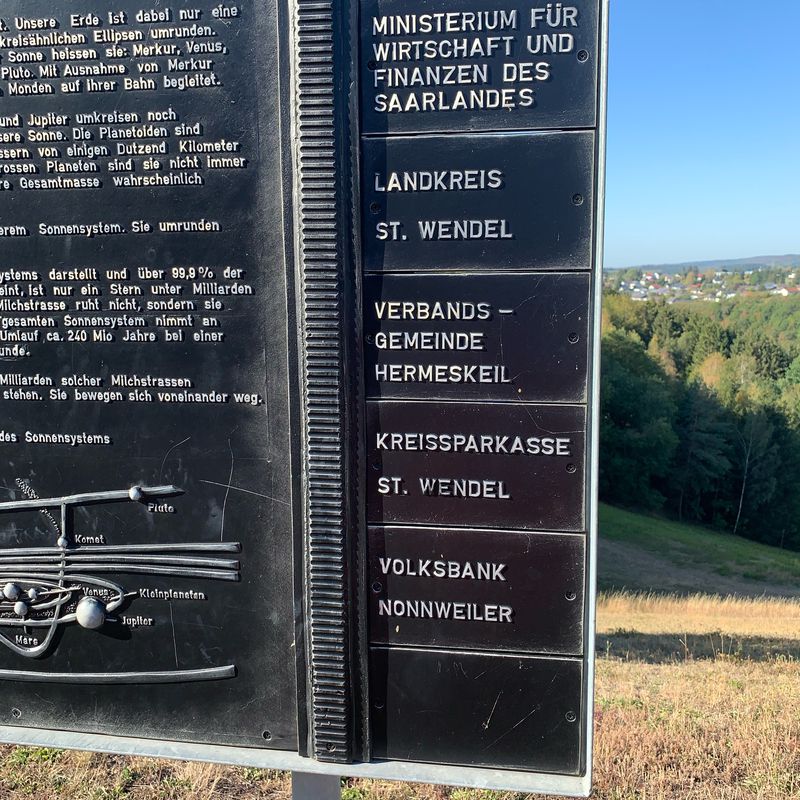 t. Unsere Erde ist dabei nur eine
kreisähnlichen Ellipsen umrunden.
Sonne heissen sie: Merkur, Venus,
Pluto. Mit Ausnahme von Merkur
Monden auf ihrer Bahn begleitet.
und Jupiter umkreisen noch
sere Sonne. Die Planetoiden sind
ssern von einigen Dutzend Kilometer
rossen Planeten sind sie nicht immer
re Gesamtmasse wahrscheinlich
erem Sonnensystem. Sie umrunden
ystems darstellt und über 99,9% der
eint, ist nur ein Stern unter Milliarden
Milchstrasse ruht nicht, sondern sie
gesamten Sonnensystem nimmt an
Umlauf ca. 240 Mio Jahre bei einer
unde.
Milliarden solcher Milchstrassen
stehen. Sie bewegen sich voneinander weg.
des Sonnensystems
Pluto
Komet
Venus
Kleinplaneten
Jupiter
Mars
MINISTERIUM FÜR
WIRTSCHAFT UND
FINANZEN DES
SAARLANDES
LANDKREIS
ST. WENDEL
VERBANDS-
GEMEINDE
HERMESKEIL
KREISSPARKASSE
ST. WENDEL
VOLKSBANK
NONNWEILER